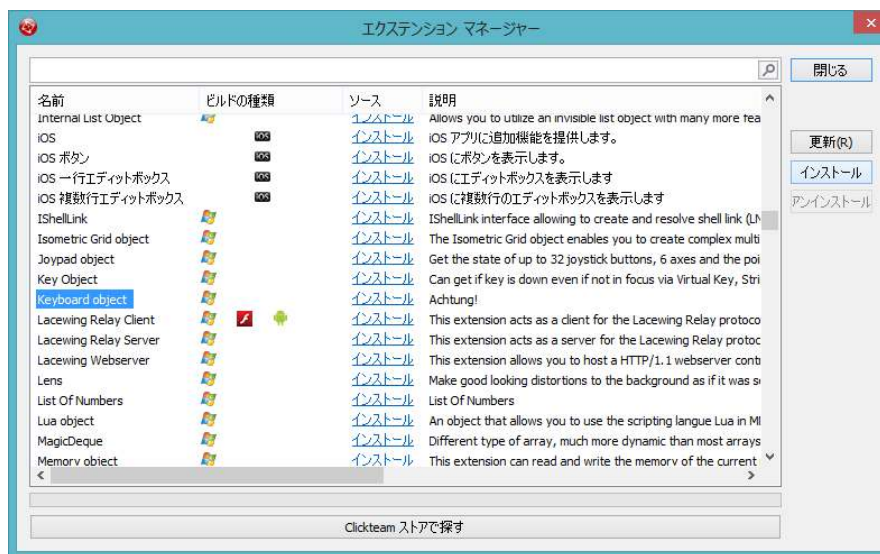 エクステンション マネージャー
閉じる
名前 ビルドの種類 ソース 説明
Internal List Object インストール Allows you to utilize an invisible list object with many more fea
iOS iOS インストール iOS アプリに追加機能を提供します。
更新(R)
iOS ボタン iOS インストール iOS にボタンを表示します。
iOS 一行エディットボックス iOS インストール iOS にエディットボックスを表示します
インストール
iOS 複数行エディットボックス iOS インストール iOS に複数行のエディットボックスを表示します
アンインストール
IShellLink インストール IShellLink interface allowing to create and resolve shell link (LN
Isometric Grid object インストール The Isometric Grid object enables you to create complex multi
Joypad object インストール Get the state of up to 32 joystick buttons, 6 axes and the poi
Key Object インストール Can get if key is down even if not in focus via Virtual Key, Stri
Keyboard object インストール Achtung!
Lacewing Relay Client インストール This extension acts as a client for the Lacewing Relay protoco
Lacewing Relay Server インストール This extension acts as a server for the Lacewing Relay protoc
Lacewing Webserver インストール This extension allows you to host a HTTP/1.1 webserver cont
Lens インストール Make good looking distortions to the background as if it was s
List Of Numbers インストール List Of Numbers
Lua object インストール An object that allows you to use the scripting langue Lua in M
MagicDeque インストール Different type of array, much more dynamic than most arrays
Memory object インストール This extension can read and write the memory of the current
Clickteam ストアで探す